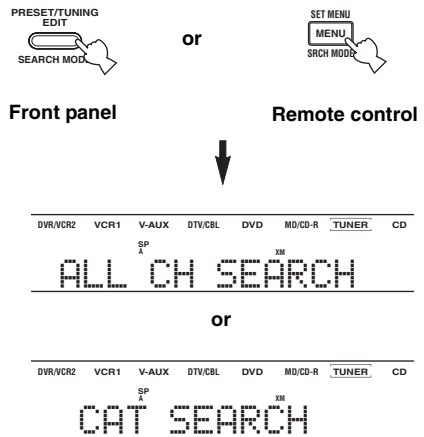 PRESET/TUNING
EDIT
SEARCH MODE
or
SET MENU
MENU
SRCH MODE
Front panel
Remote control
DVR/VCR2 VCR1 V-AUX DTV/CBL DVD MD/CD-R TUNER CD
SP
A
XM
ALL CH SEARCH
or
DVR/VCR2 VCR1 V-AUX DTV/CBL DVD MD/CD-R TUNER CD
SP
A
XM
CAT SEARCH